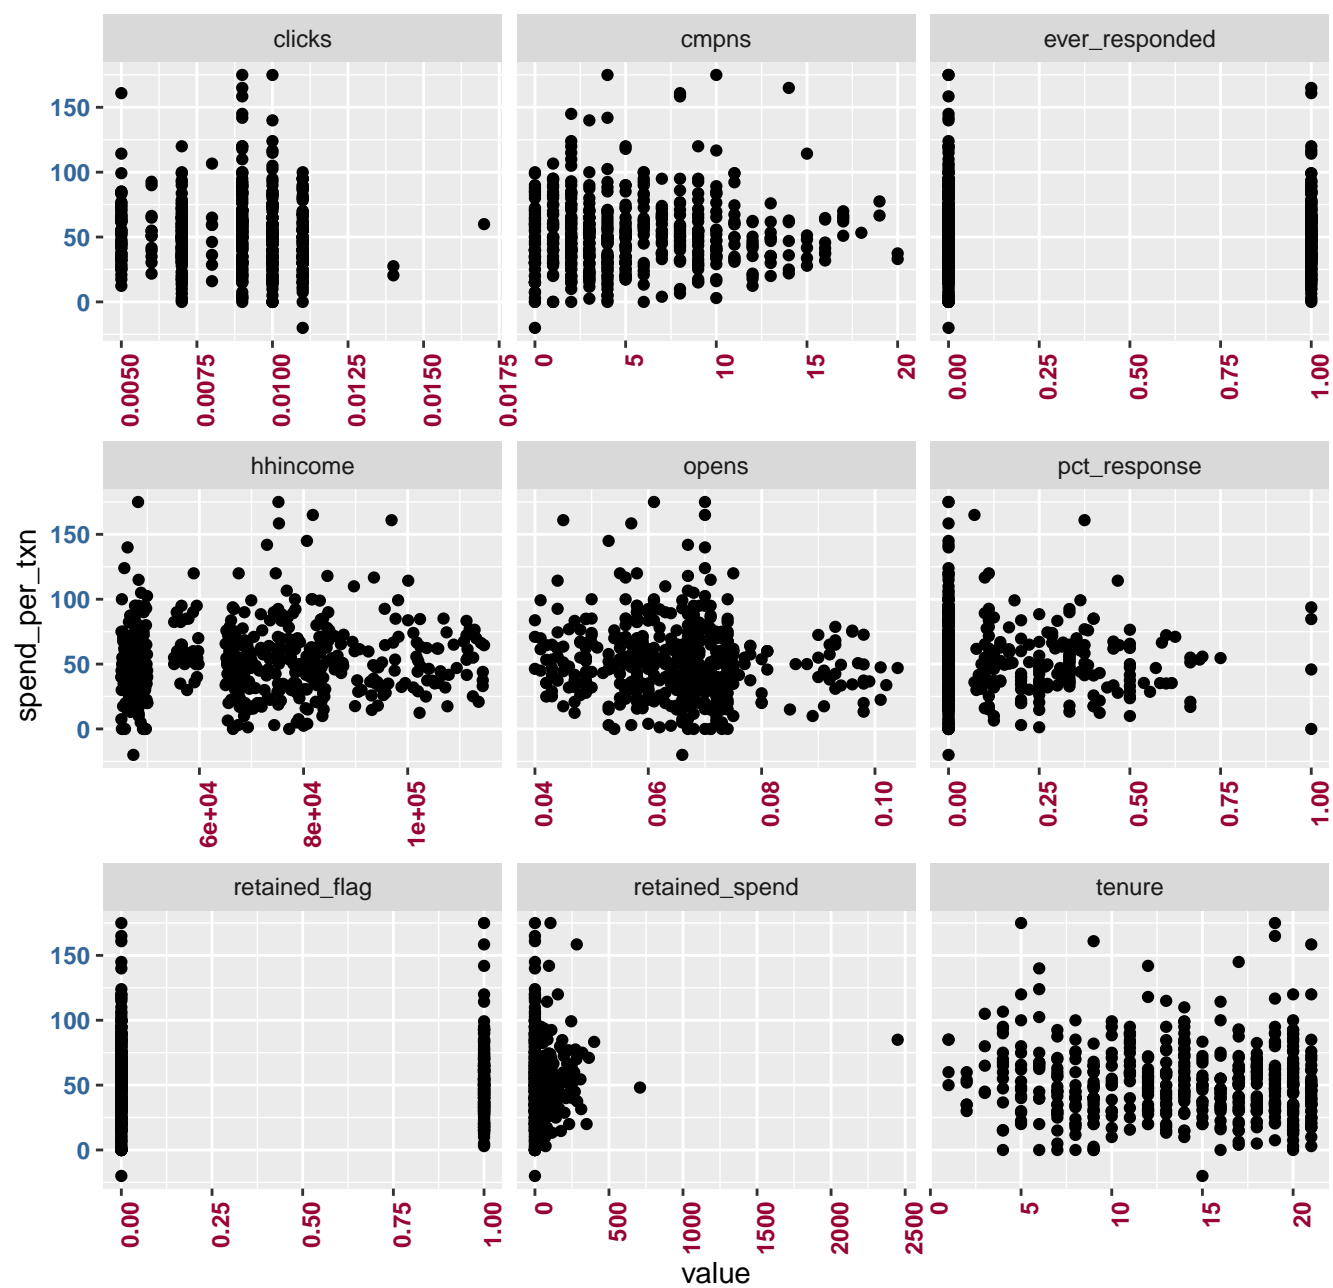 clicks cmpns ever_responded
150
100
50
0
0.0050 0.0075 0.0100 0.0125 0.0150 0.0175 0 5 10 15 20 0.00 0.25 0.50 0.75 1.00
hhincome opens pct_response
150
100
50
0
6e+04 8e+04 1e+05 0.04 0.06 0.08 0.10 0.00 0.25 0.50 0.75 1.00
spend_per_txn
retained_flag retained_spend tenure
150
100
50
0
0.00 0.25 0.50 0.75 1.00 0 500 1000 1500 2000 2500 0 5 10 15 20
value